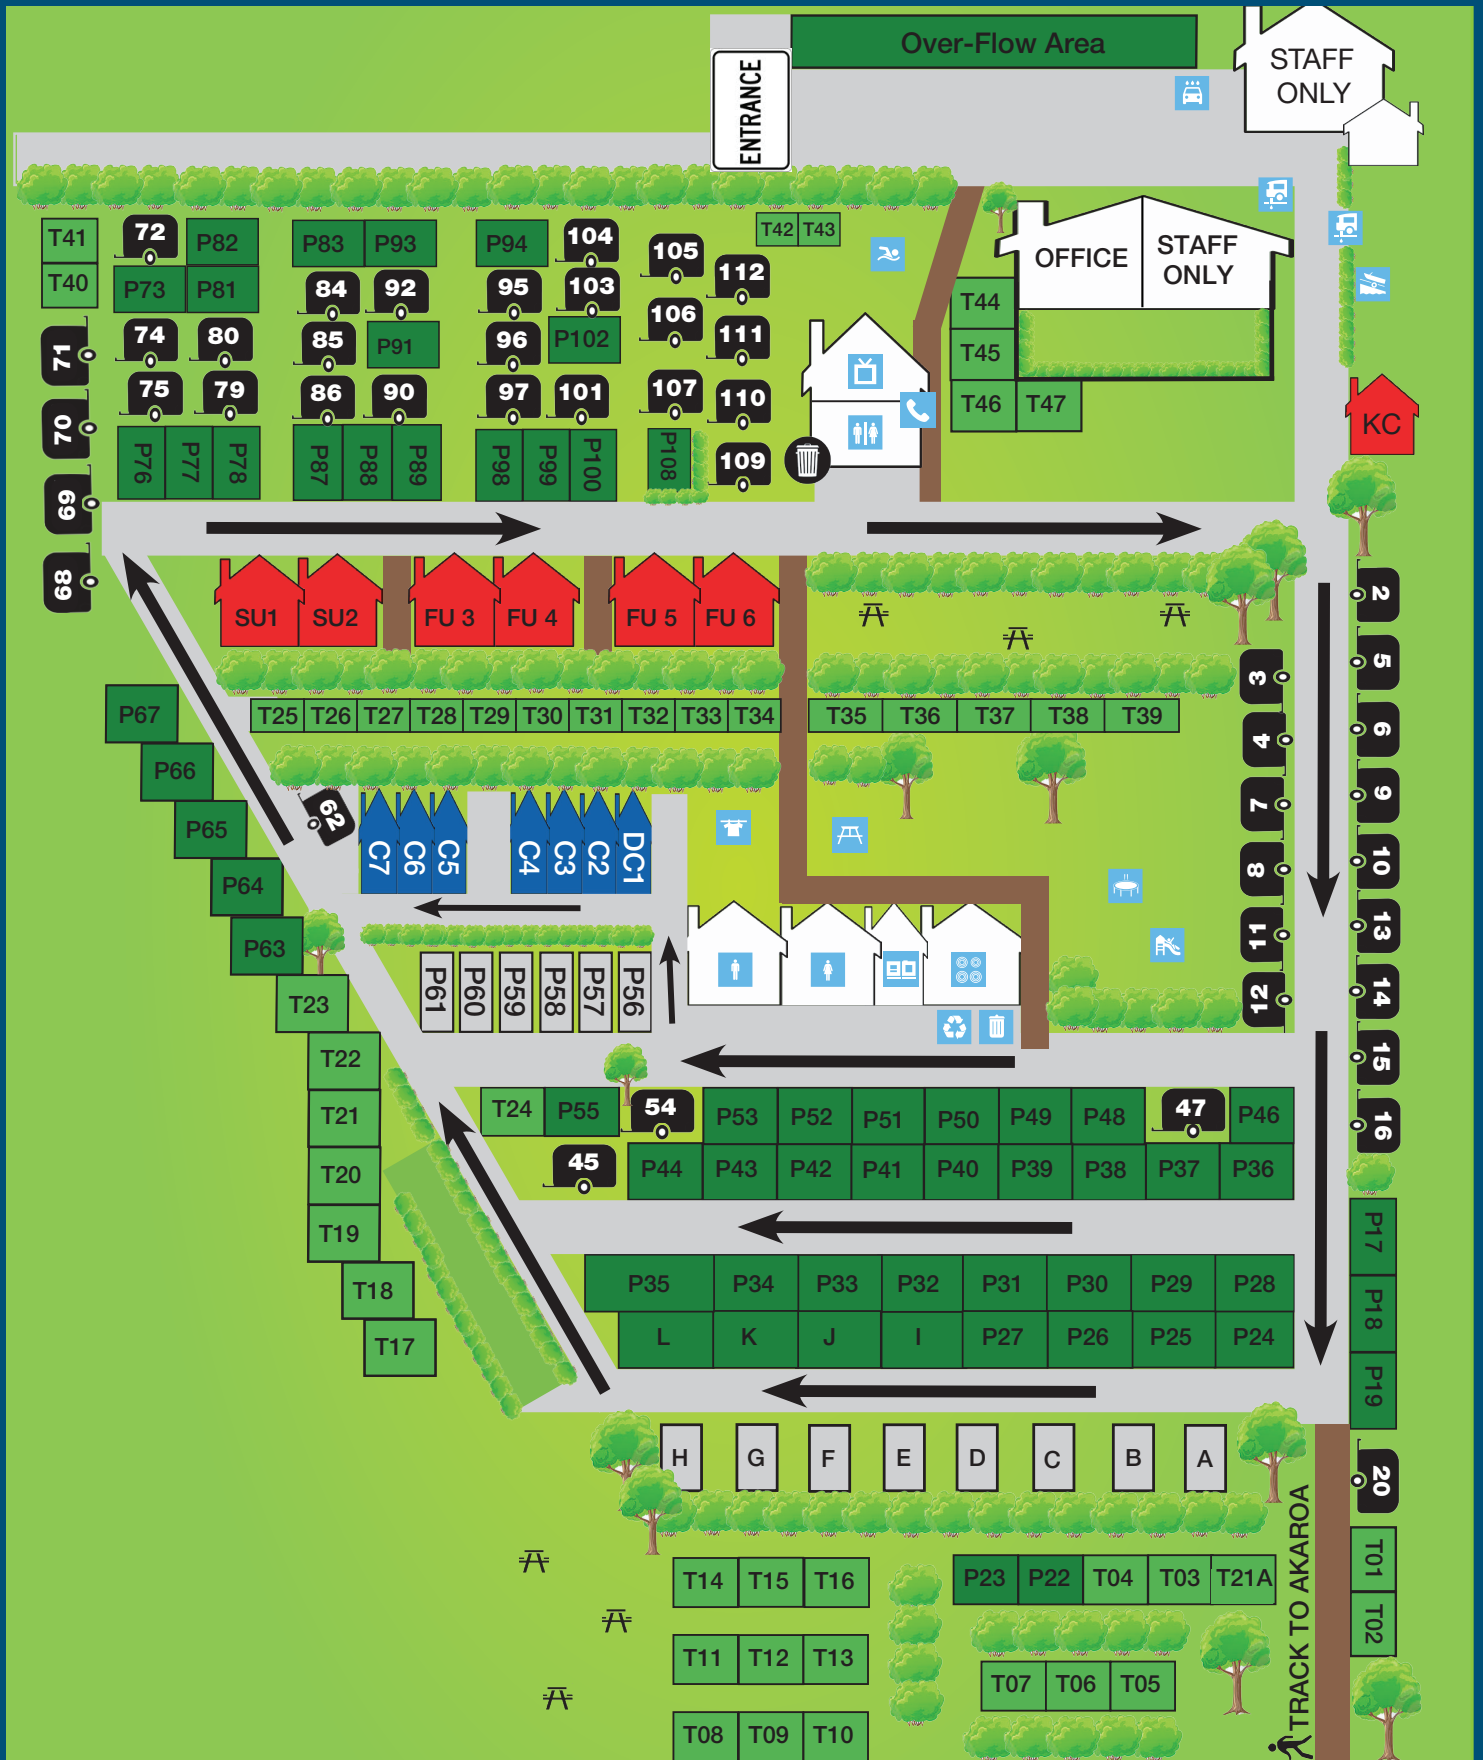 Over-Flow Area
STAFF
ONLY
ENTRANCE
T41
72
P82
P83
P93
P94
104
105
T42
T43
OFFICE
STAFF
ONLY
T40
P73
P81
84
92
95
103
112
T44
71
74
80
85
P91
96
P102
106
111
T45
75
79
86
90
97
101
107
110
T46
T47
KC
70
P76
P77
P78
P87
P88
P89
P98
P99
P100
P108
109
69
68
SU1
SU2
FU 3
FU 4
FU 5
FU 6
2
5
3
P67
T25
T26
T27
T28
T29
T30
T31
T32
T33
T34
T35
T36
T37
T38
T39
4
6
P66
P65
62
7
9
C7
C6
C5
C4
C3
C2
DC1
8
10
P64
P63
11
13
T23
P61
P60
P59
P58
P57
P56
12
14
T22
15
T21
T24
P55
54
P53
P52
P51
P50
P49
P48
47
P46
16
T20
45
P44
P43
P42
P41
P40
P39
P38
P37
P36
T19
P17
T18
P35
P34
P33
P32
P31
P30
P29
P28
P18
T17
L
K
J
I
P27
P26
P25
P24
P19
H
G
F
E
D
C
B
A
20
TRACK TO AKAROA
T14
T15
T16
P23
P22
T04
T03
T21A
T01
T02
T11
T12
T13
T07
T06
T05
T08
T09
T10